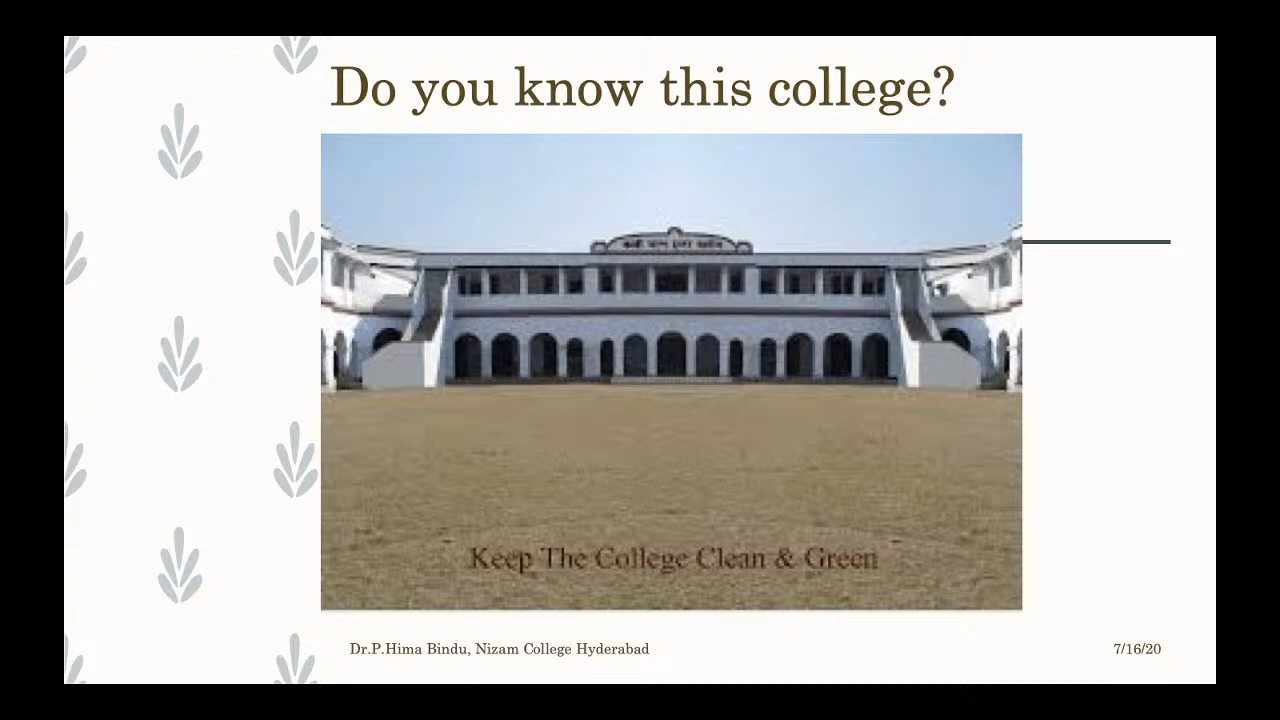 Do you know this college?
Keep The College Clean & Green
Dr.P.Hima Bindu, Nizam College Hyderabad
7/16/20